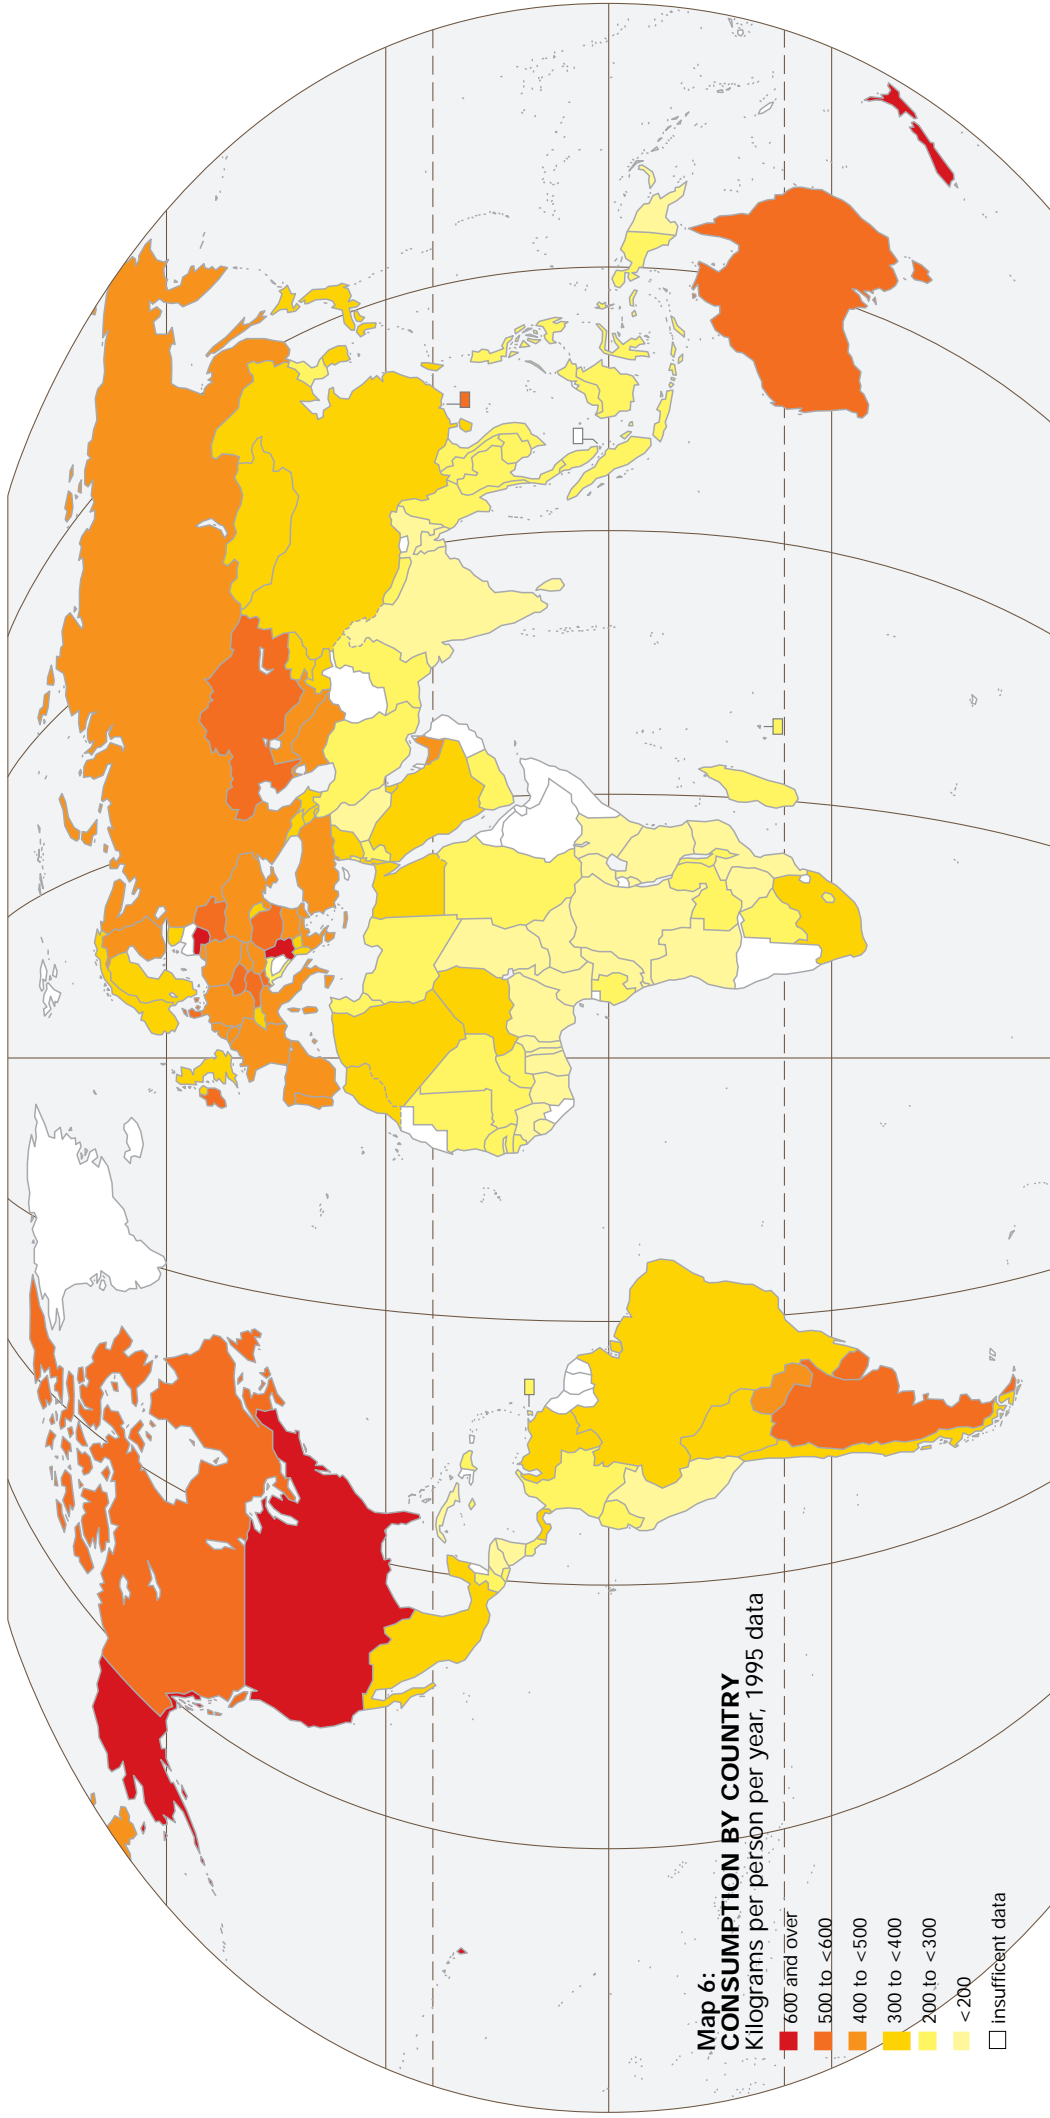 Map 6:
CONSUMPTION BY COUNTRY
Kilograms per person per year, 1995 data
600 and over
500 to <600
400 to <500
300 to <400
200 to <300
<200
insufficent data